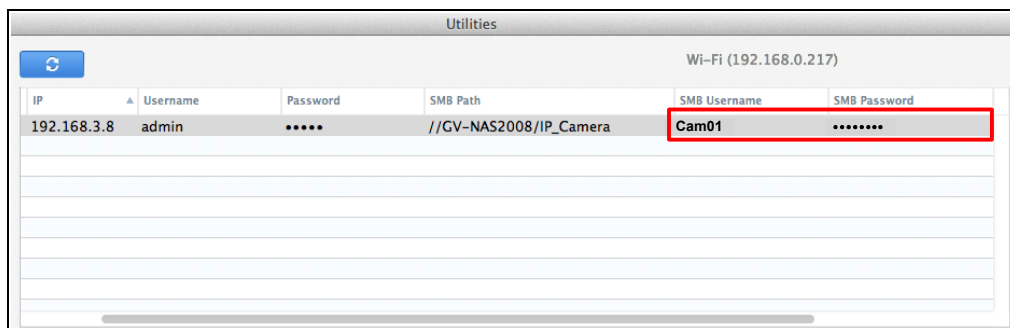 Utilities
Wi-Fi (192.168.0.217)
IP Username Password SMB Path SMB Username SMB Password
192.168.3.8 admin ••••• //GV-NAS2008/IP_Camera Cam01 ••••••••